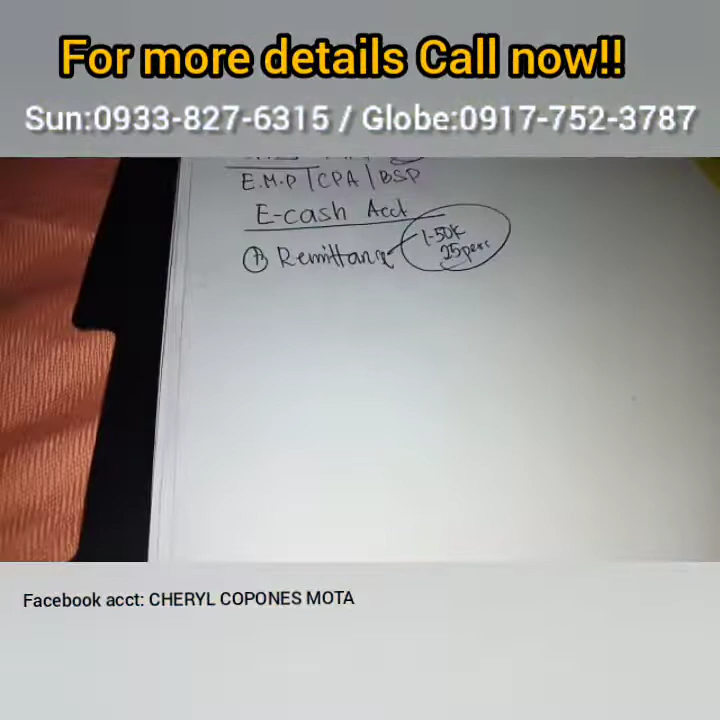 For more details Call now!!
Sun:0933-827-6315 / Globe:0917-752-3787
E.M.P | CPA | BSP
E-cash Acct
Remittance
1-50K
25peso
Facebook acct: CHERYL COPONES MOTA